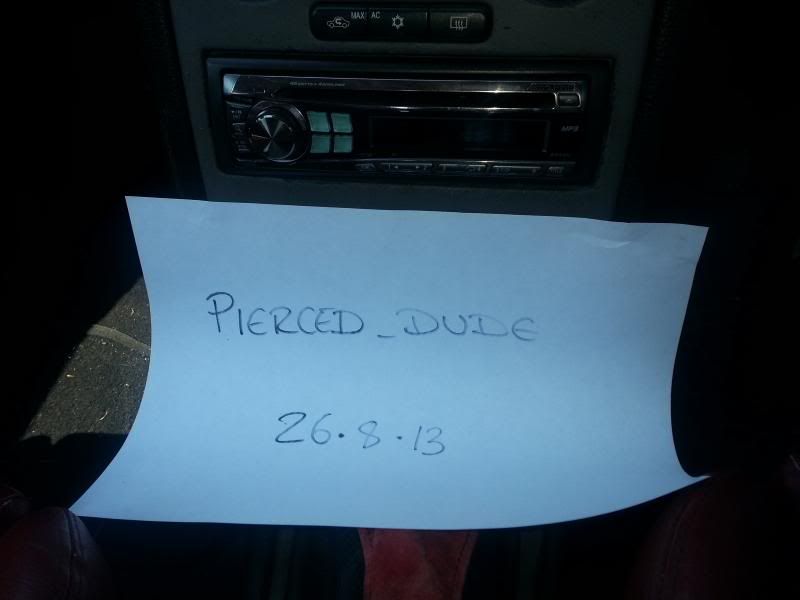 MAX AC
MP3
PIERCED_DUDE
26.8.13